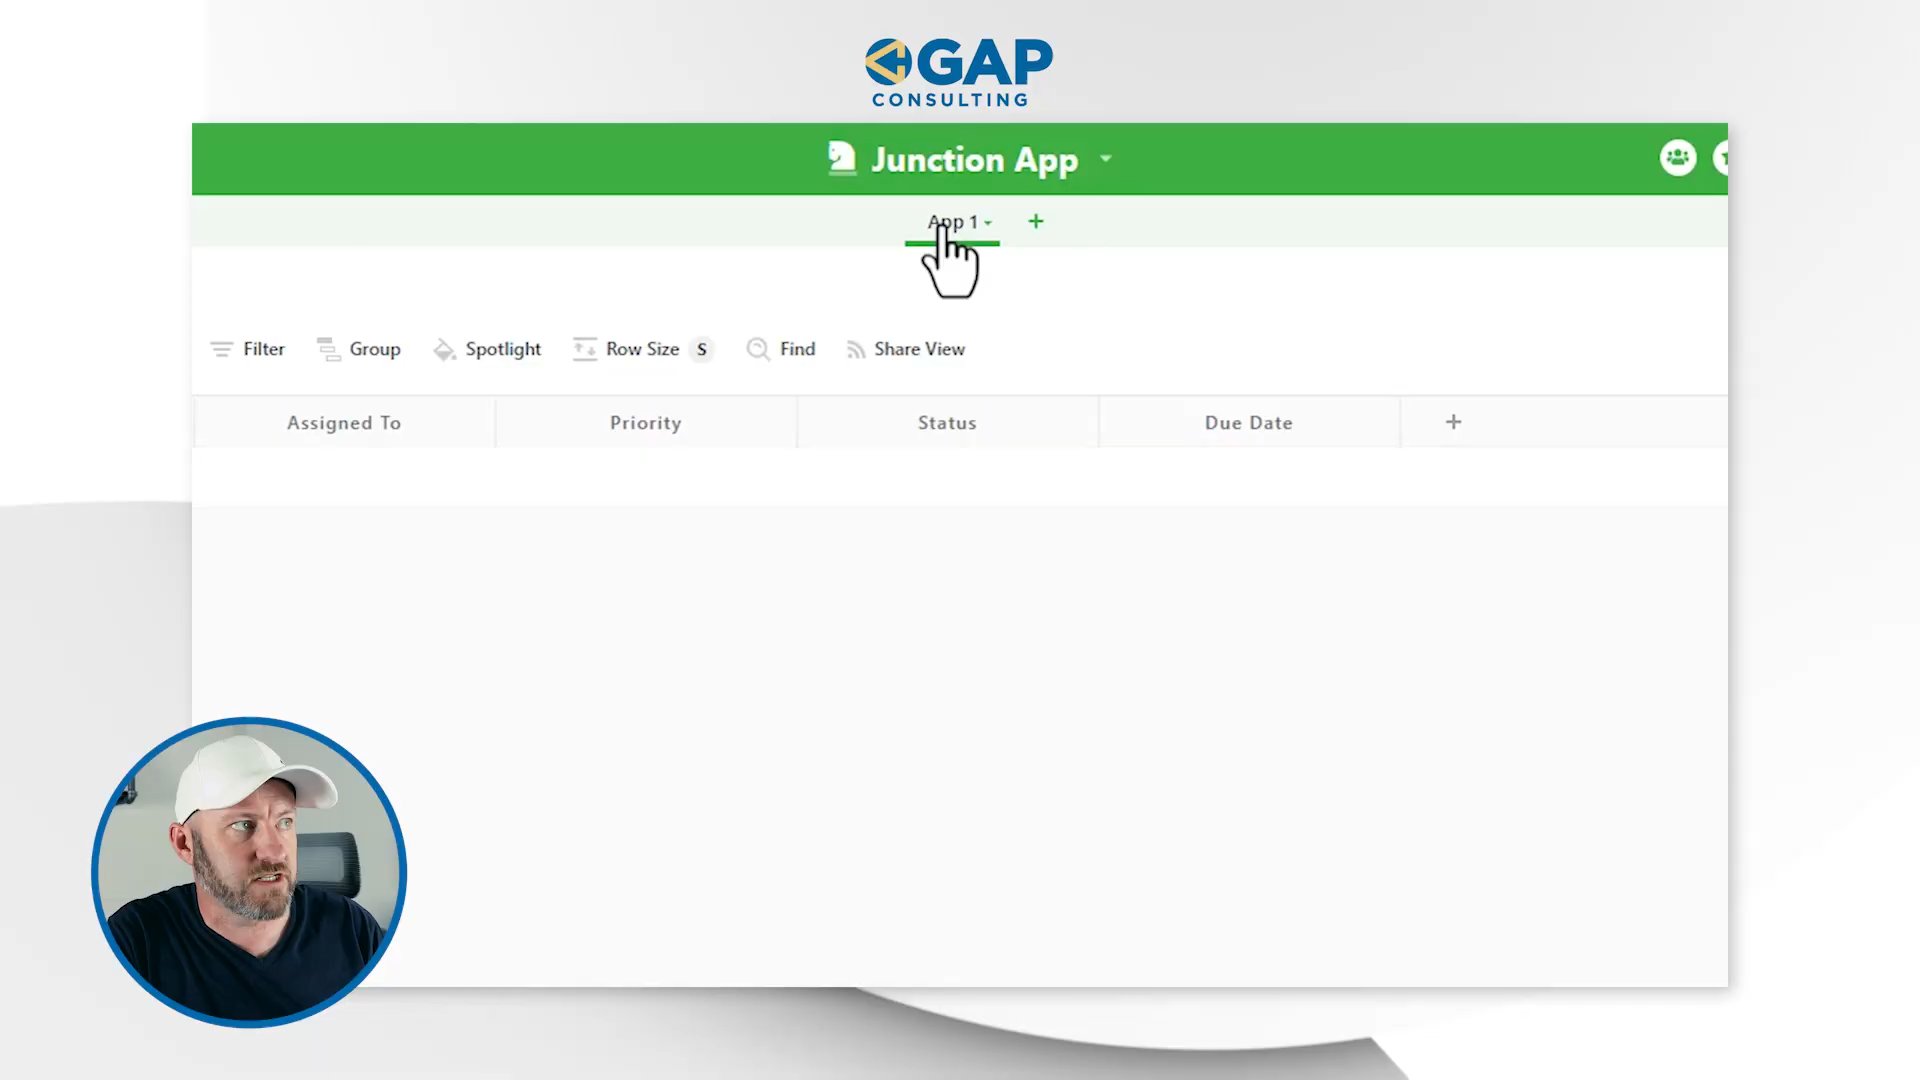 GAP
CONSULTING
Junction App
App 1
Filter Group Spotlight Row Size S Find Share View
Assigned To Priority Status Due Date